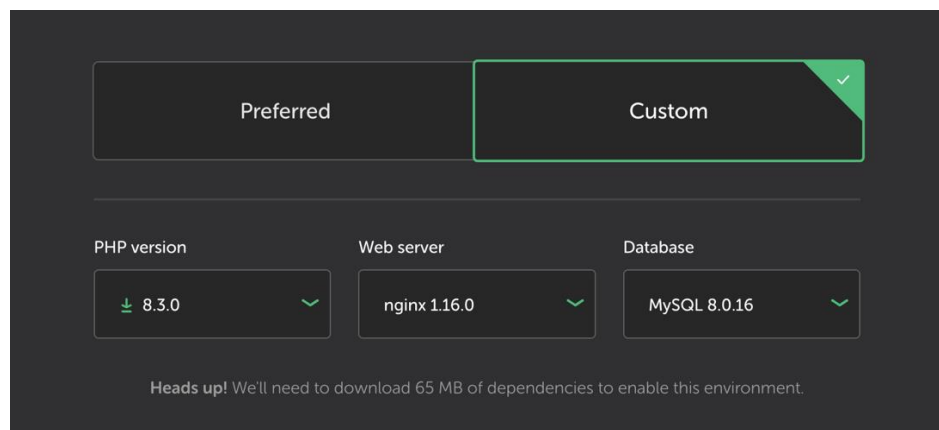 Preferred
Custom
PHP version
Web server
Database
8.3.0
nginx 1.16.0
MySQL 8.0.16
Heads up! We'll need to download 65 MB of dependencies to enable this environment.